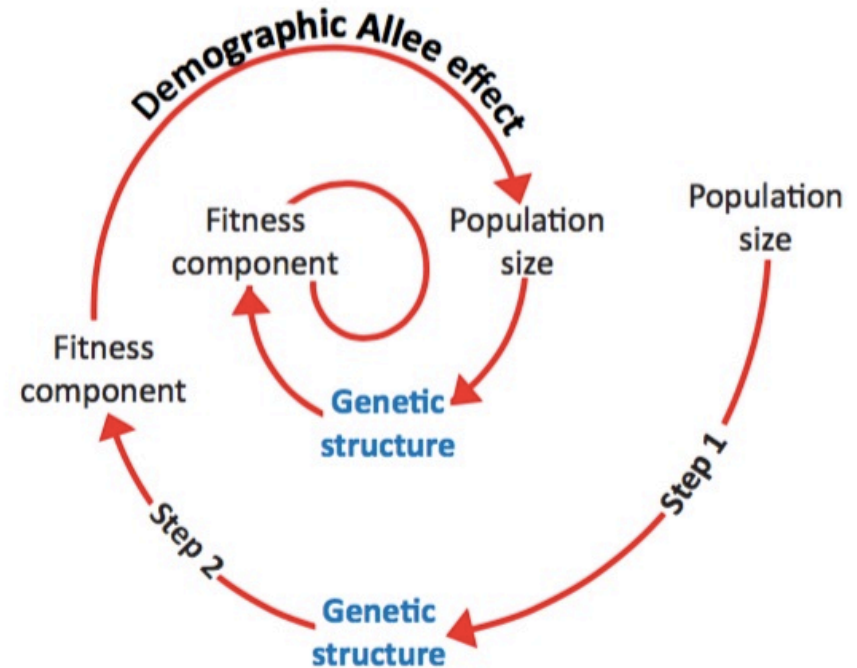 Demographic Allee effect
Fitness
component
Population
size
Population
size
Fitness
component
Genetic
structure
Step 1
Step 2
Genetic
structure